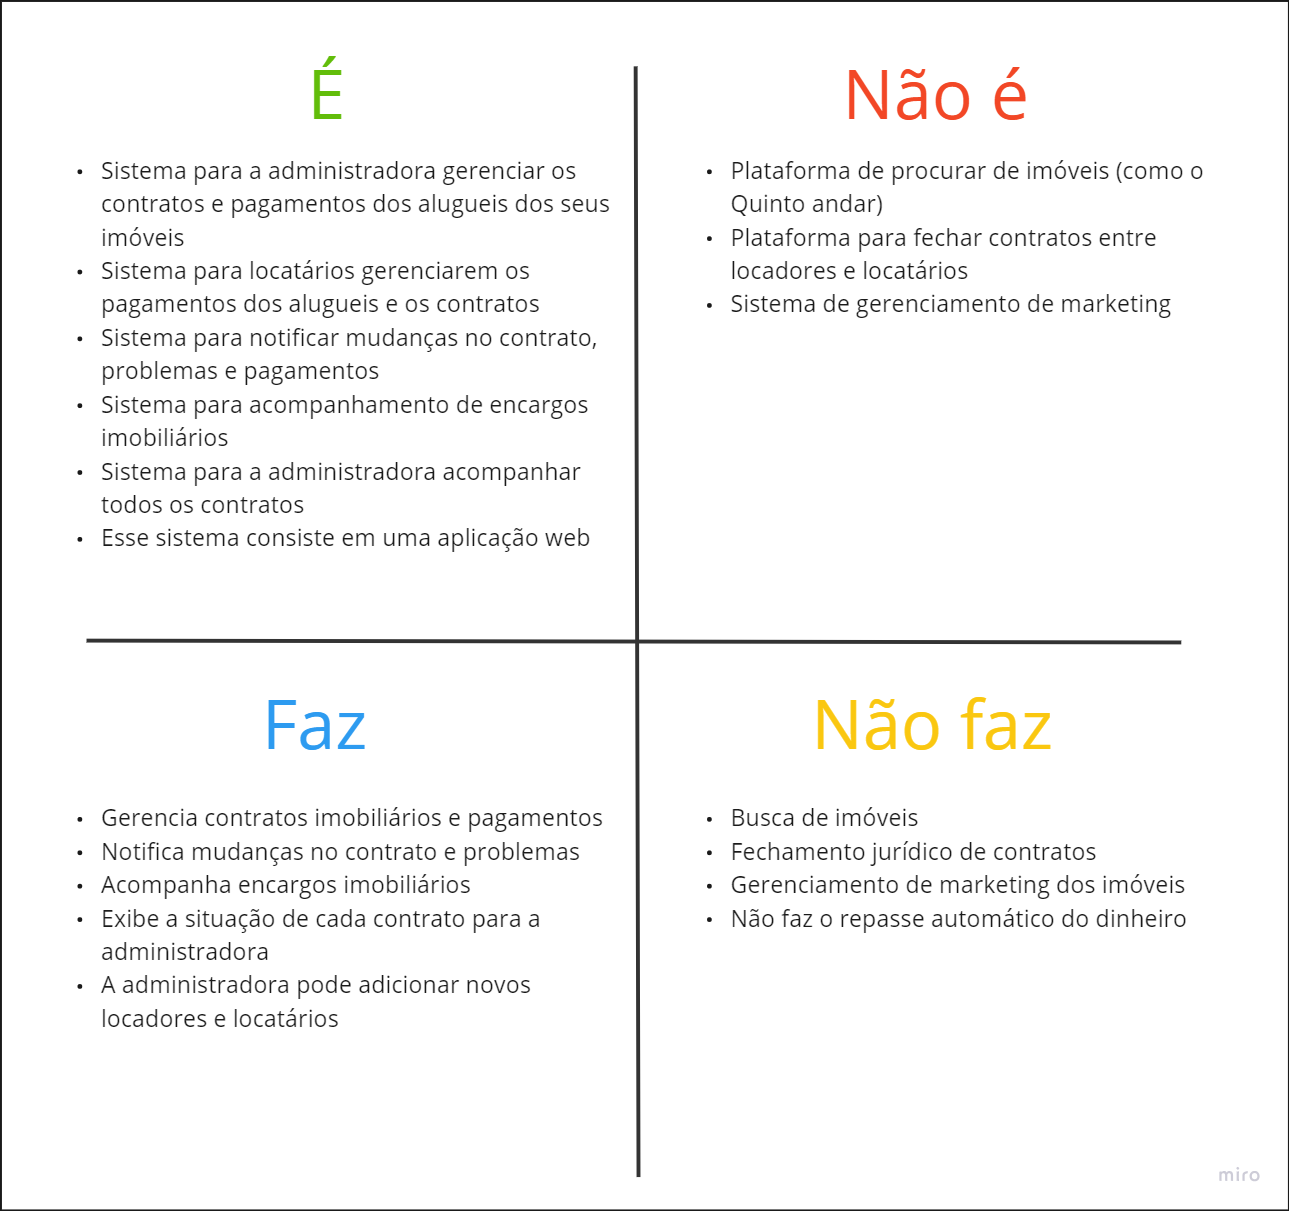 É
• Sistema para a administradora gerenciar os
contratos e pagamentos dos alugueis dos seus
imóveis
• Sistema para locatários gerenciarem os
pagamentos dos alugueis e os contratos
• Sistema para notificar mudanças no contrato,
problemas e pagamentos
• Sistema para acompanhamento de encargos
imobiliários
• Sistema para a administradora acompanhar
todos os contratos
• Esse sistema consiste em uma aplicação web
Não é
• Plataforma de procurar de imóveis (como o
Quinto andar)
• Plataforma para fechar contratos entre
locadores e locatários
• Sistema de gerenciamento de marketing
Faz
• Gerencia contratos imobiliários e pagamentos
• Notifica mudanças no contrato e problemas
• Acompanha encargos imobiliários
• Exibe a situação de cada contrato para a
administradora
• A administradora pode adicionar novos
locadores e locatários
Não faz
• Busca de imóveis
• Fechamento jurídico de contratos
• Gerenciamento de marketing dos imóveis
• Não faz o repasse automático do dinheiro
miro